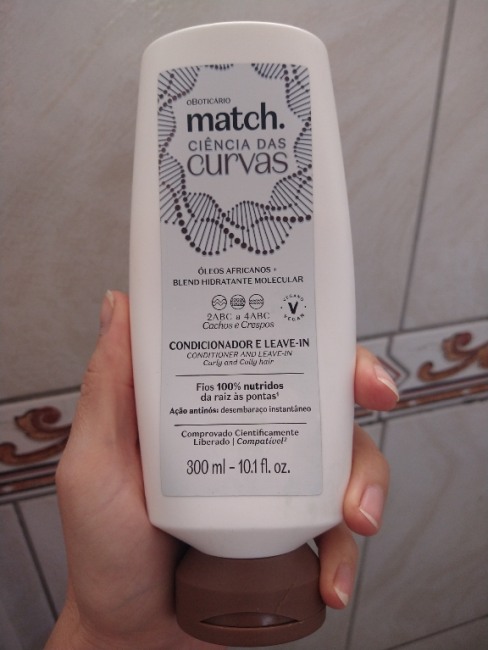 oBOTICÁRIO
match.
CIÊNCIA DAS
curvas
ÓLEOS AFRICANOS +
BLEND HIDRATANTE MOLECULAR
2ABC a 4ABC
Cachos e Crespos
VEGANO
V
VEGAN
CONDICIONADOR E LEAVE-IN
CONDITIONER AND LEAVE-IN
Curly and Coily hair
Fios 100% nutridos
da raiz às pontas¹
Ação antinós: desembaraço instantâneo
Comprovado Cientificamente
Liberado | Compatível²
300 ml – 10.1 fl. oz.